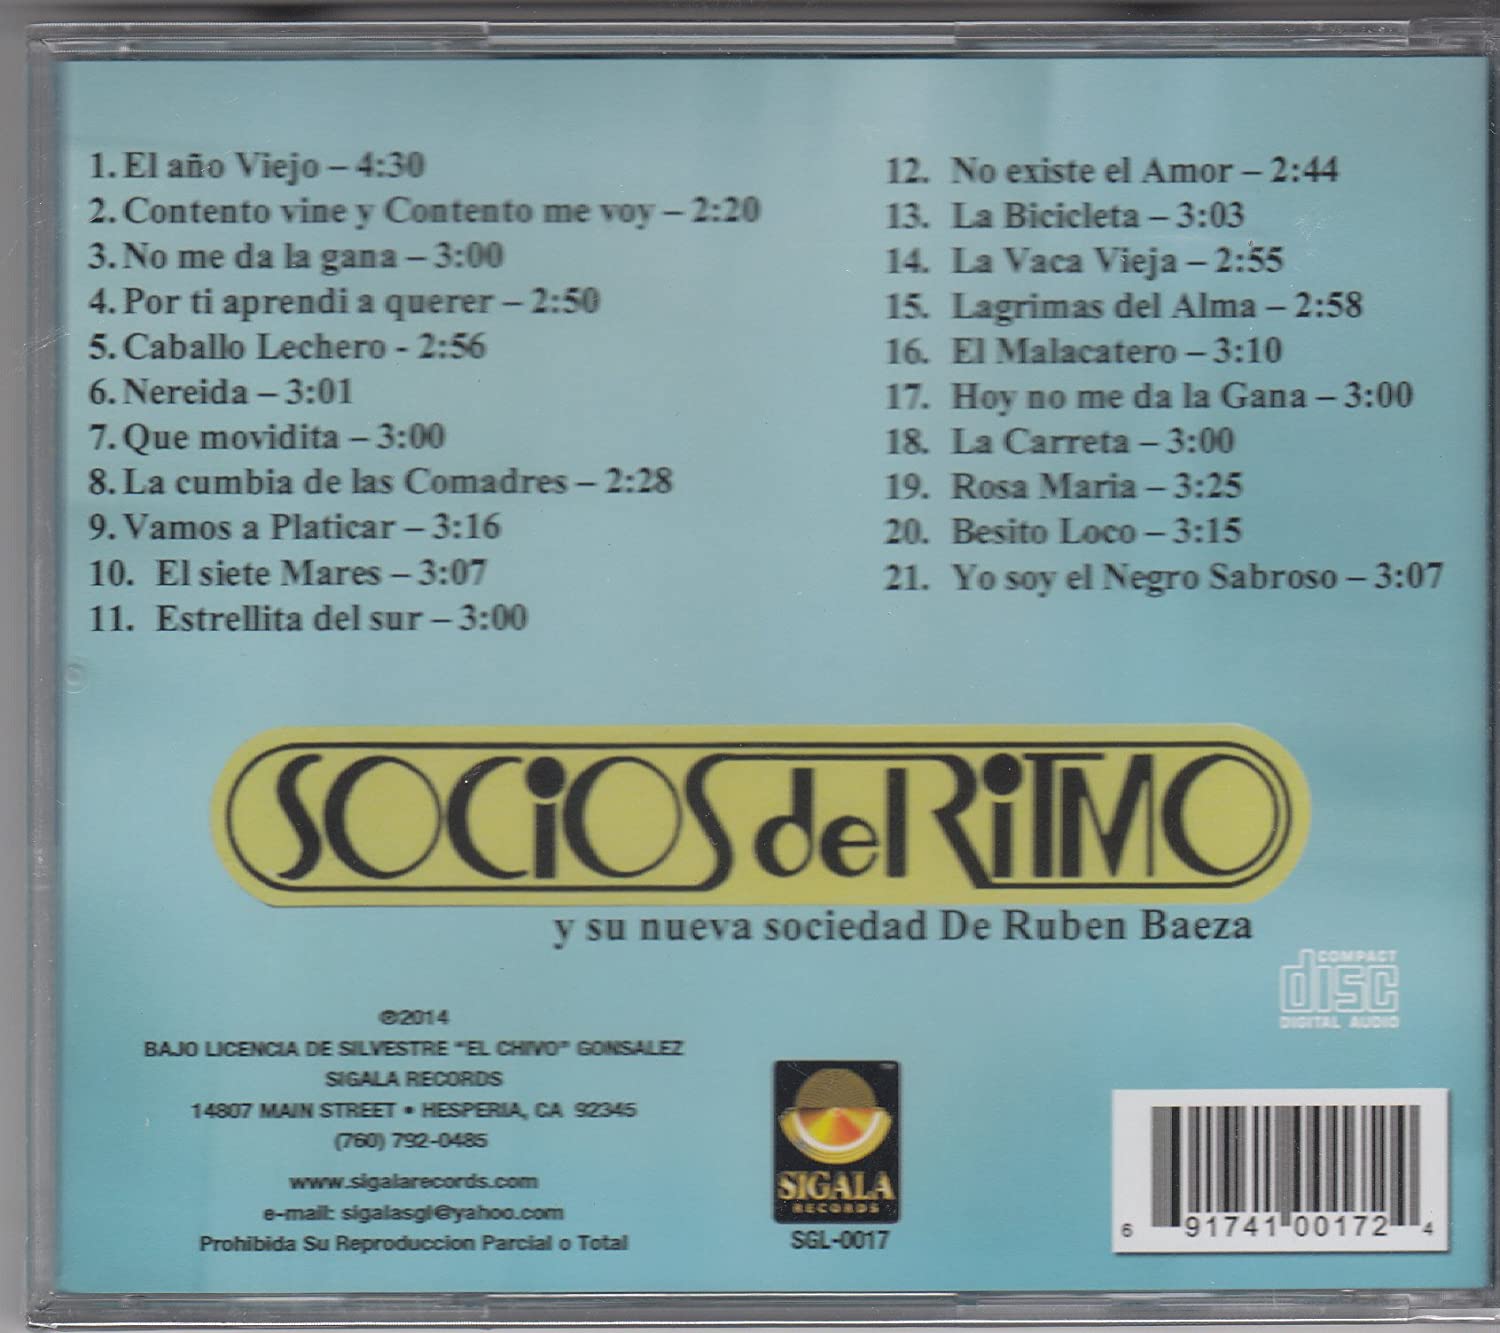 1. El año Viejo – 4:30
2. Contento vine y Contento me voy – 2:20
3. No me da la gana – 3:00
4. Por ti aprendi a querer – 2:50
5. Caballo Lechero - 2:56
6. Nereida – 3:01
7. Que movidita – 3:00
8. La cumbia de las Comadres – 2:28
9. Vamos a Platicar – 3:16
10. El siete Mares – 3:07
11. Estrellita del sur – 3:00
12. No existe el Amor – 2:44
13. La Bicicleta – 3:03
14. La Vaca Vieja – 2:55
15. Lagrimas del Alma – 2:58
16. El Malacatero – 3:10
17. Hoy no me da la Gana – 3:00
18. La Carreta – 3:00
19. Rosa Maria – 3:25
20. Besito Loco – 3:15
21. Yo soy el Negro Sabroso – 3:07
SOCiOS del RiTMO
y su nueva sociedad De Ruben Baeza
COMPACT
disc
DIGITAL AUDIO
℗2014
BAJO LICENCIA DE SILVESTRE "EL CHIVO" GONSALEZ
SIGALA RECORDS
14807 MAIN STREET • HESPERIA, CA 92345
(760) 792-0485
www.sigalarecords.com
e-mail: sigalasgl@yahoo.com
Prohibida Su Reproduccion Parcial o Total
SIGALA
RECORDS
SGL-0017
6 91741 00172 4